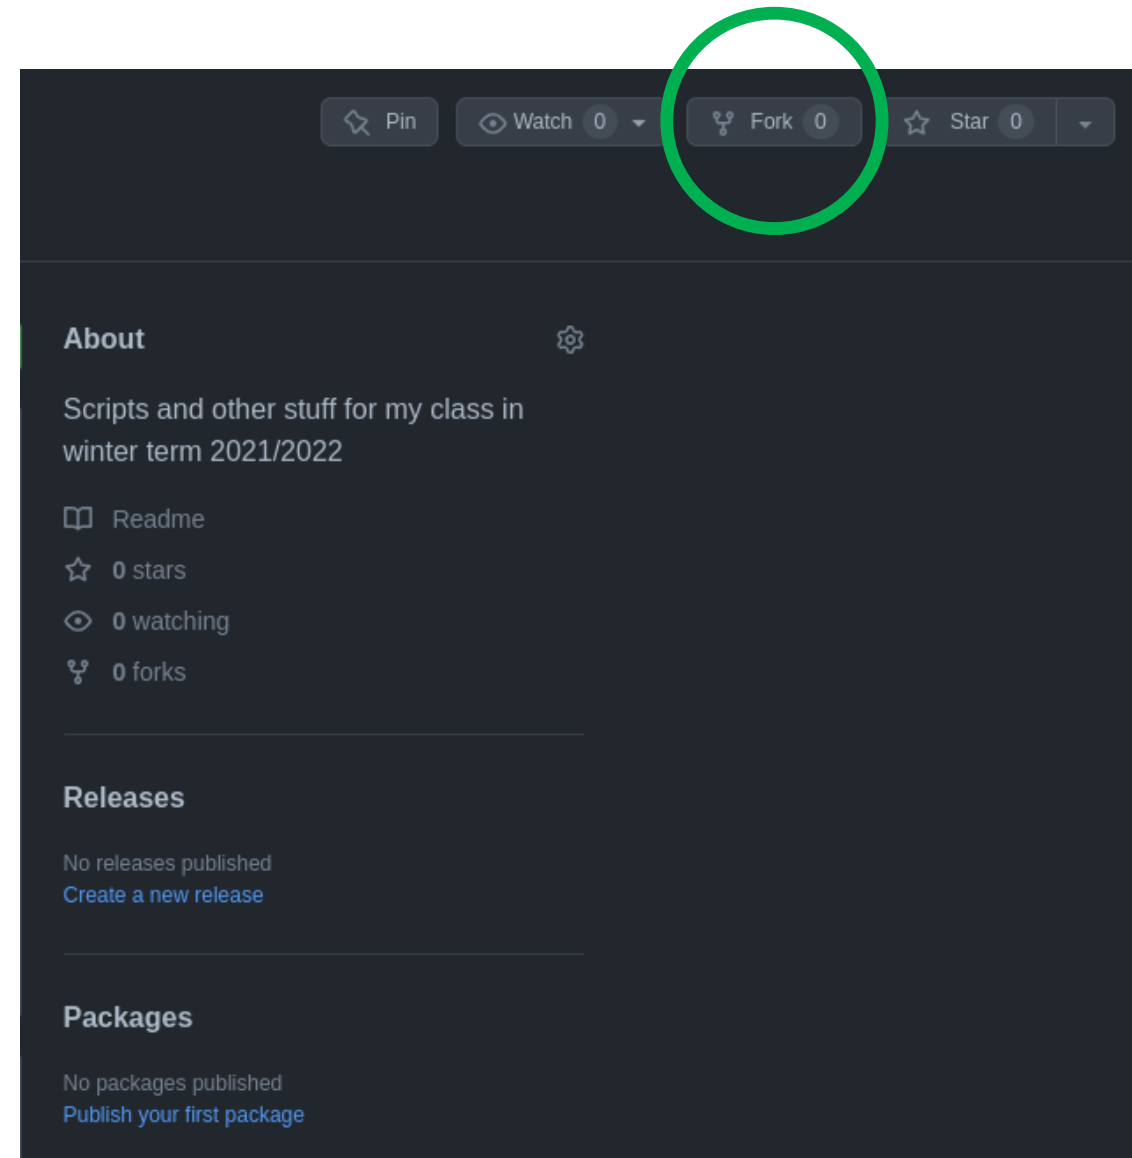 Pin Watch 0 Fork 0 Star 0
About
Scripts and other stuff for my class in
winter term 2021/2022
Readme
0 stars
0 watching
0 forks
Releases
No releases published
Create a new release
Packages
No packages published
Publish your first package